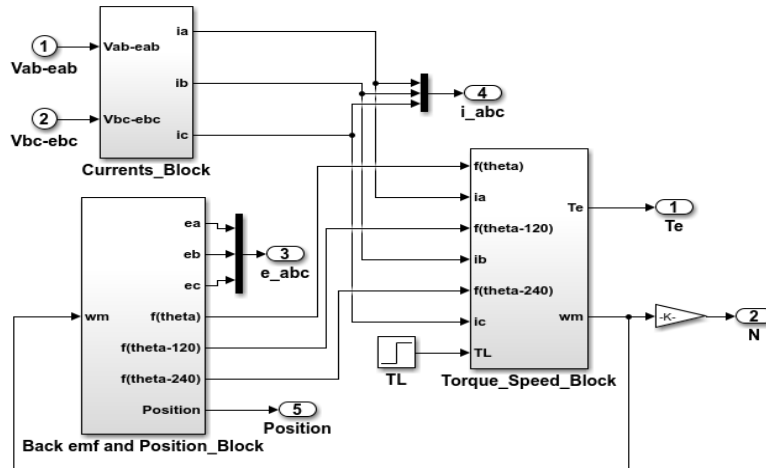 ia
1
Vab-eab
Vab-eab
ib
4
i_abc
2
Vbc-ebc
Vbc-ebc
ic
Currents_Block
f(theta)
ia
ea
Te
1
Te
f(theta-120)
eb
3
e_abc
ib
ec
f(theta-240)
wm
f(theta)
ic
wm
-K-
2
N
f(theta-120)
TL
TL
Torque_Speed_Block
f(theta-240)
Position
5
Position
Back emf and Position_Block